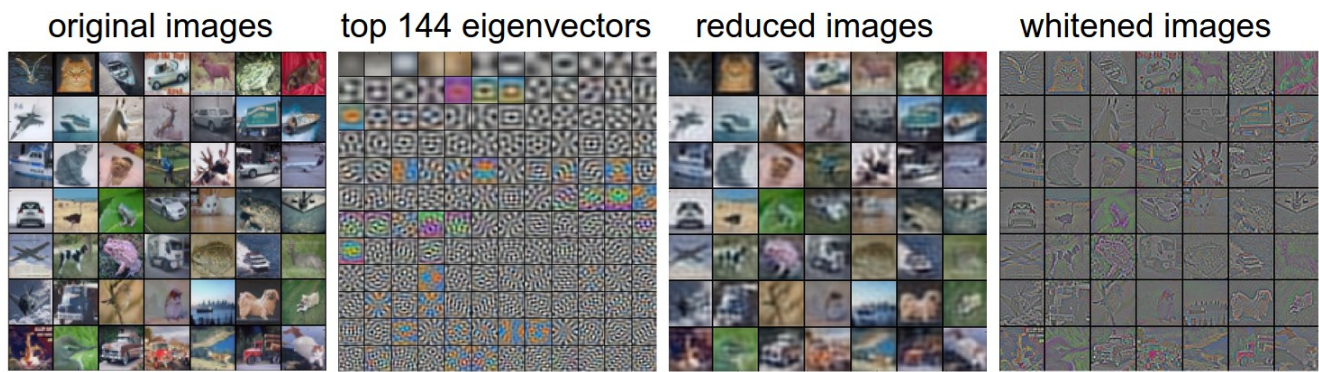 original images
top 144 eigenvectors
reduced images
whitened images